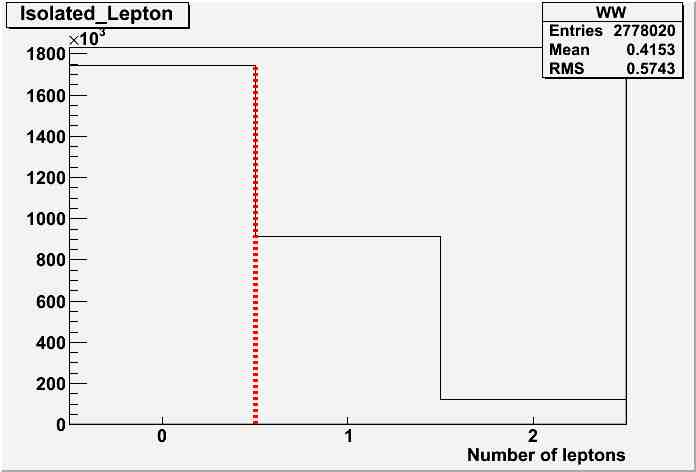 Isolated_Lepton
×10³
WW
Entries 2778020
Mean 0.4153
RMS 0.5743
1800
1600
1400
1200
1000
800
600
400
200
0
0 1 2
Number of leptons